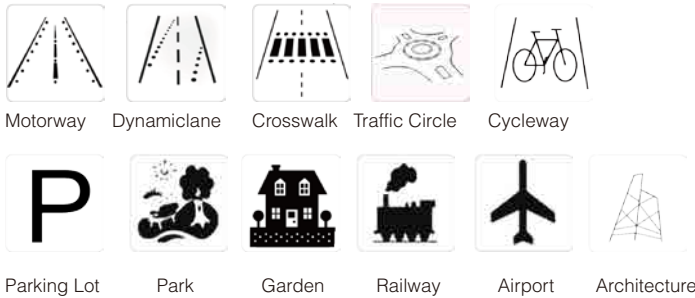 Motorway Dynamiclane Crosswalk Traffic Circle Cycleway
P
Parking Lot Park Garden Railway Airport Architecture